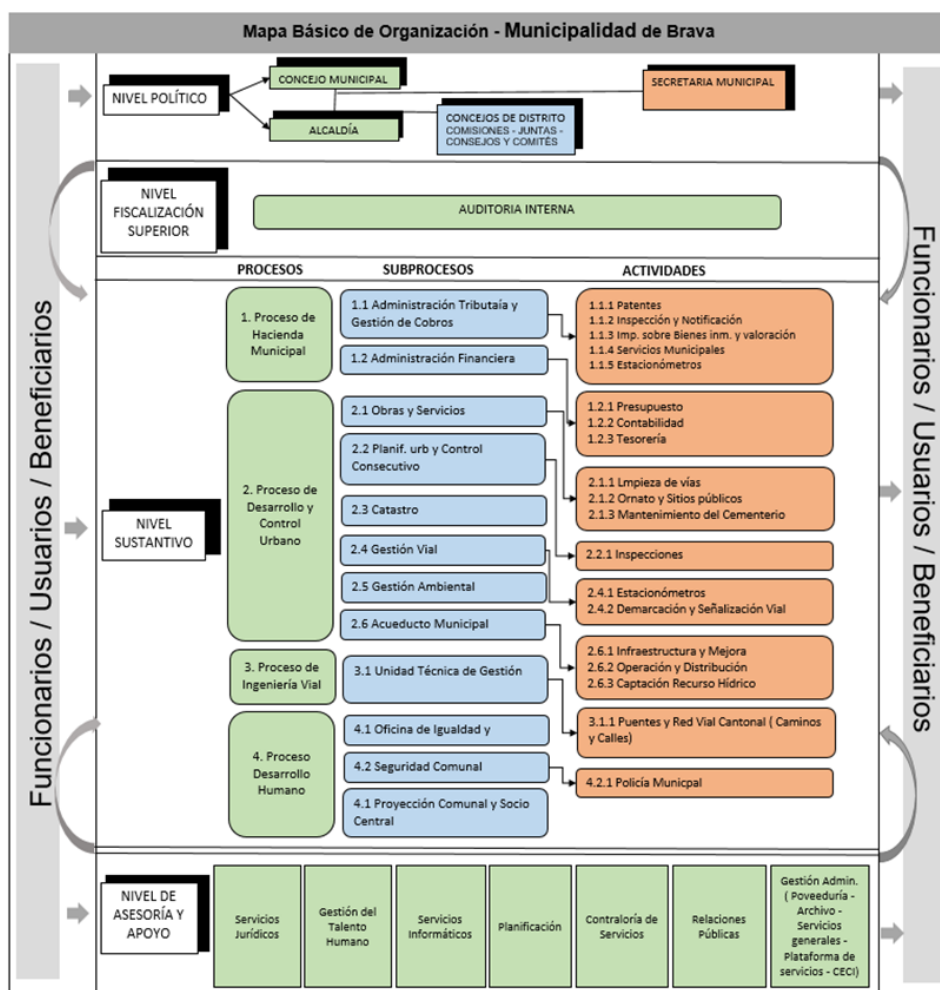 Mapa Básico de Organización - Municipalidad de Brava
Funcionarios / Usuarios / Beneficiarios
NIVEL POLÍTICO
CONCEJO MUNICIPAL
ALCALDÍA
SECRETARIA MUNICIPAL
CONCEJOS DE DISTRITO
COMISIONES - JUNTAS -
CONSEJOS Y COMITÉS
NIVEL
FISCALIZACIÓN
SUPERIOR
AUDITORIA INTERNA
PROCESOS
SUBPROCESOS
ACTIVIDADES
NIVEL
SUSTANTIVO
1. Proceso de
Hacienda
Municipal
1.1 Administración Tributaía y
Gestión de Cobros
1.2 Administración Financiera
1.1.1 Patentes
1.1.2 Inspección y Notificación
1.1.3 Imp. sobre Bienes inm. y valoración
1.1.4 Servicios Municipales
1.1.5 Estacionómetros
1.2.1 Presupuesto
1.2.2 Contabilidad
1.2.3 Tesorería
2. Proceso de
Desarrollo y
Control
Urbano
2.1 Obras y Servicios
2.2 Planif. urb y Control
Consecutivo
2.3 Catastro
2.4 Gestión Vial
2.5 Gestión Ambiental
2.6 Acueducto Municipal
2.1.1 Lmpieza de vías
2.1.2 Ornato y Sitios públicos
2.1.3 Mantenimiento del Cementerio
2.2.1 Inspecciones
2.4.1 Estacionómetros
2.4.2 Demarcación y Señalización Vial
2.6.1 Infraestructura y Mejora
2.6.2 Operación y Distribución
2.6.3 Captación Recurso Hídrico
3. Proceso de
Ingeniería Vial
3.1 Unidad Técnica de Gestión
3.1.1 Puentes y Red Vial Cantonal ( Caminos
y Calles)
4. Proceso
Desarrollo
Humano
4.1 Oficina de Igualdad y
4.2 Seguridad Comunal
4.1 Proyección Comunal y Socio
Central
4.2.1 Policía Municpal
NIVEL DE
ASESORÍA Y
APOYO
Servicios
Jurídicos
Gestión del
Talento
Humano
Servicios
Informáticos
Planificación
Contraloría de
Servicios
Relaciones
Públicas
Gestión Admin.
( Poveeduría -
Archivo -
Servicios
generales -
Plataforma de
servicios - CECI)
Funcionarios / Usuarios / Beneficiarios